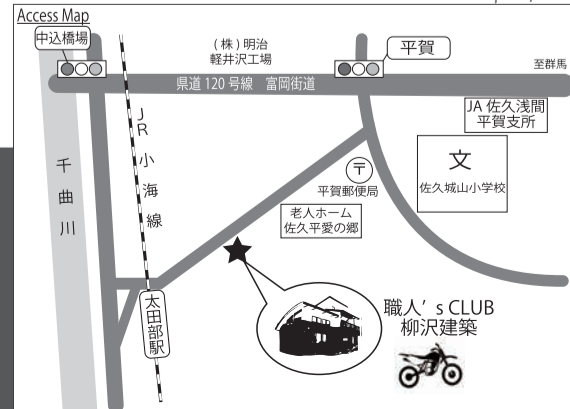 Access Map
中込橋場
(株)明治
軽井沢工場
平賀
至群馬
県道120号線　富岡街道
JA佐久浅間
平賀支所
JR小海線
千曲川
文
佐久城山小学校
〒
平賀郵便局
老人ホーム
佐久平愛の郷
太田部駅
職人’s CLUB
柳沢建築